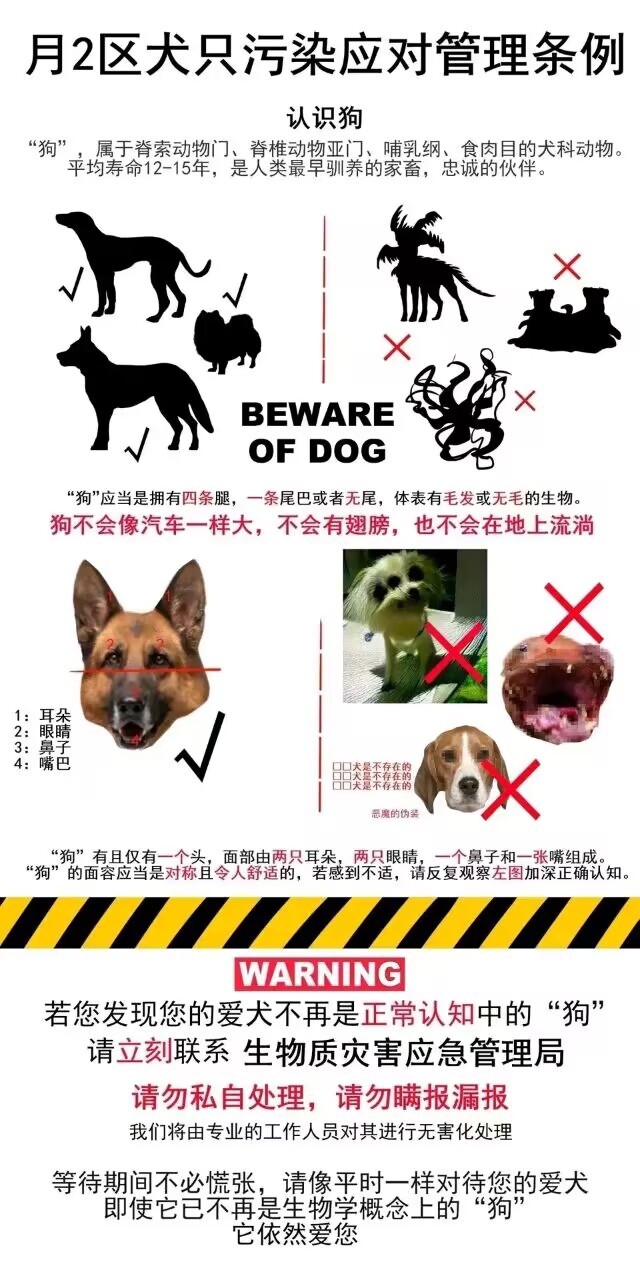 月2区犬只污染应对管理条例
认识狗
“狗”，属于脊索动物门、脊椎动物亚门、哺乳纲、食肉目的犬科动物。
平均寿命12-15年，是人类最早驯养的家畜，忠诚的伙伴。
BEWARE
OF DOG
“狗”应当是拥有四条腿，一条尾巴或者无尾，体表有毛发或无毛的生物。
狗不会像汽车一样大，不会有翅膀，也不会在地上流淌
1
1
2
2
3
4
1：耳朵
2：眼睛
3：鼻子
4：嘴巴
□□犬是不存在的
□□犬是不存在的
□□犬是不存在的
恶魔的伪装
“狗”有且仅有一个头，面部由两只耳朵，两只眼睛，一个鼻子和一张嘴组成。
“狗”的面容应当是对称且令人舒适的，若感到不适，请反复观察左图加深正确认知。
WARNING
若您发现您的爱犬不再是正常认知中的“狗”
请立刻联系 生物质灾害应急管理局
请勿私自处理，请勿瞒报漏报
我们将由专业的工作人员对其进行无害化处理
等待期间不必慌张，请像平时一样对待您的爱犬
即使它已不再是生物学概念上的“狗”
它依然爱您